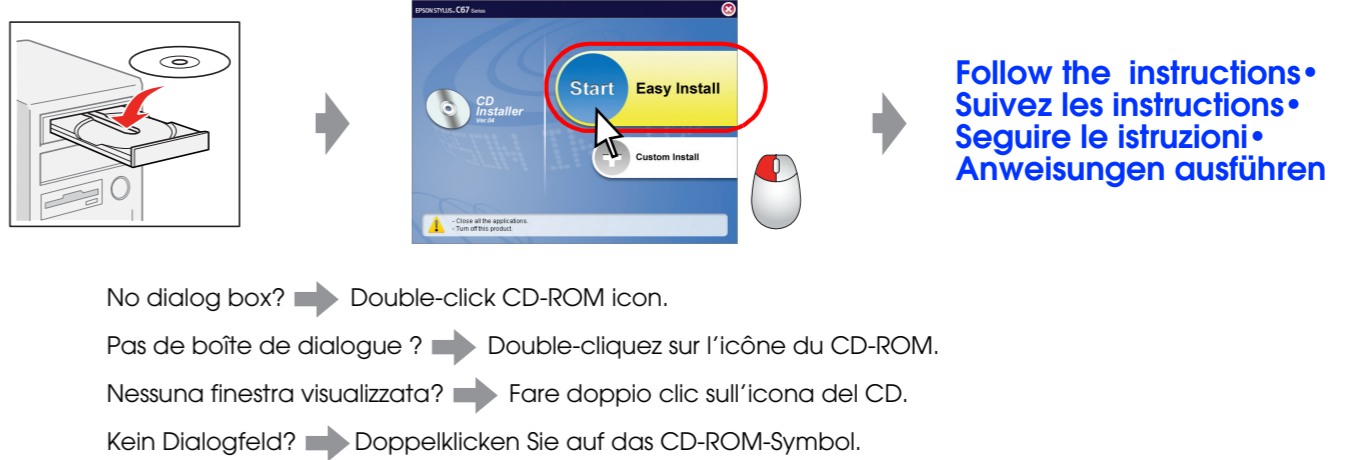 EPSON STYLUS C67 Series
Start Easy Install
CD
Installer
Ver.04
Custom Install
- Close all the applications.
- Turn off this product.
Follow the instructions•
Suivez les instructions•
Seguire le istruzioni•
Anweisungen ausführen
No dialog box? Double-click CD-ROM icon.
Pas de boîte de dialogue ? Double-cliquez sur l’icône du CD-ROM.
Nessuna finestra visualizzata? Fare doppio clic sull’icona del CD.
Kein Dialogfeld? Doppelklicken Sie auf das CD-ROM-Symbol.